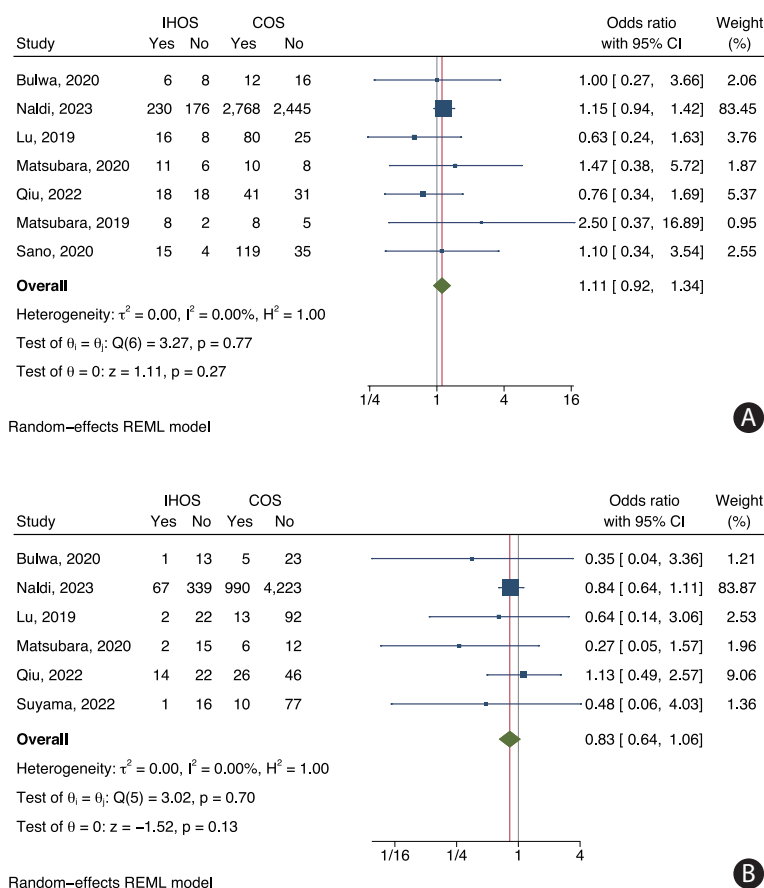 IHOS COS Odds ratio Weight
Study Yes No Yes No with 95% CI (%)
Bulwa, 2020 6 8 12 16 1.00 [ 0.27, 3.66] 2.06
Naldi, 2023 230 176 2,768 2,445 1.15 [ 0.94, 1.42] 83.45
Lu, 2019 16 8 80 25 0.63 [ 0.24, 1.63] 3.76
Matsubara, 2020 11 6 10 8 1.47 [ 0.38, 5.72] 1.87
Qiu, 2022 18 18 41 31 0.76 [ 0.34, 1.69] 5.37
Matsubara, 2019 8 2 8 5 2.50 [ 0.37, 16.89] 0.95
Sano, 2020 15 4 119 35 1.10 [ 0.34, 3.54] 2.55
Overall 1.11 [ 0.92, 1.34]
Heterogeneity: τ² = 0.00, I² = 0.00%, H² = 1.00
Test of θᵢ = θⱼ: Q(6) = 3.27, p = 0.77
Test of θ = 0: z = 1.11, p = 0.27
1/4 1 4 16
Random−effects REML model
A
IHOS COS Odds ratio Weight
Study Yes No Yes No with 95% CI (%)
Bulwa, 2020 1 13 5 23 0.35 [ 0.04, 3.36] 1.21
Naldi, 2023 67 339 990 4,223 0.84 [ 0.64, 1.11] 83.87
Lu, 2019 2 22 13 92 0.64 [ 0.14, 3.06] 2.53
Matsubara, 2020 2 15 6 12 0.27 [ 0.05, 1.57] 1.96
Qiu, 2022 14 22 26 46 1.13 [ 0.49, 2.57] 9.06
Suyama, 2022 1 16 10 77 0.48 [ 0.06, 4.03] 1.36
Overall 0.83 [ 0.64, 1.06]
Heterogeneity: τ² = 0.00, I² = 0.00%, H² = 1.00
Test of θᵢ = θⱼ: Q(5) = 3.02, p = 0.70
Test of θ = 0: z = −1.52, p = 0.13
1/16 1/4 1 4
Random−effects REML model
B